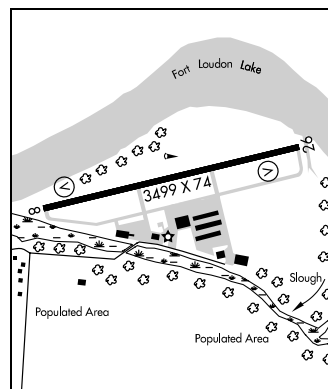 Fort Loudon Lake
26
V
V
3499 X 74
8
Slough
Populated Area
Populated Area